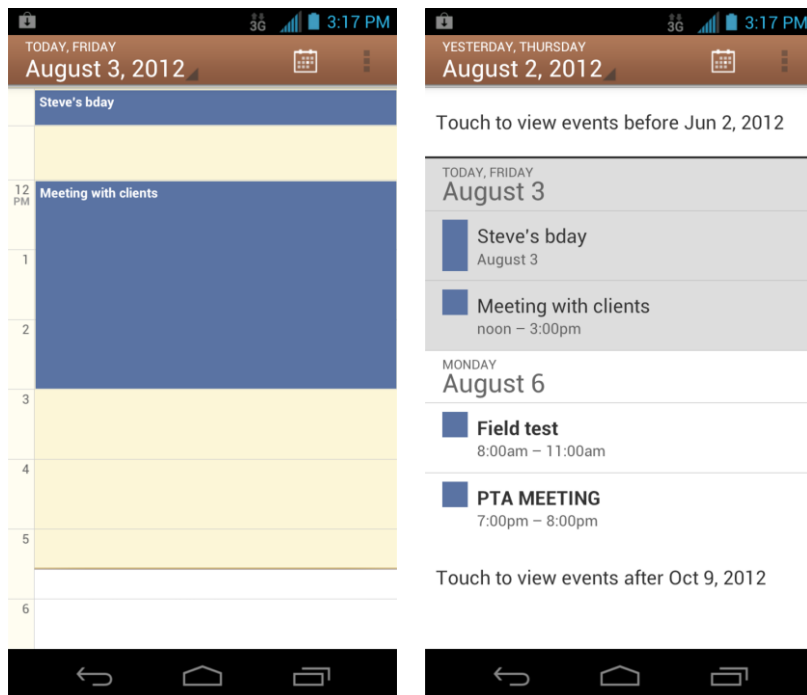 3G 3:17 PM
TODAY, FRIDAY
August 3, 2012
Steve's bday
12
PM
Meeting with clients
1
2
3
4
5
6
3G 3:17 PM
YESTERDAY, THURSDAY
August 2, 2012
Touch to view events before Jun 2, 2012
TODAY, FRIDAY
August 3
Steve's bday
August 3
Meeting with clients
noon – 3:00pm
MONDAY
August 6
Field test
8:00am – 11:00am
PTA MEETING
7:00pm – 8:00pm
Touch to view events after Oct 9, 2012